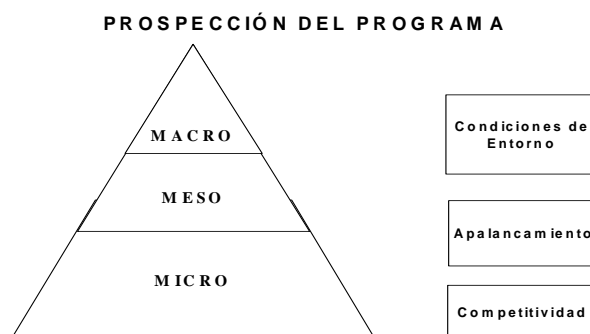 PROSPECCIÓN DEL PROGRAMA
MACRO
Condiciones de
Entorno
MESO
Apalancamiento
MICRO
Competitividad